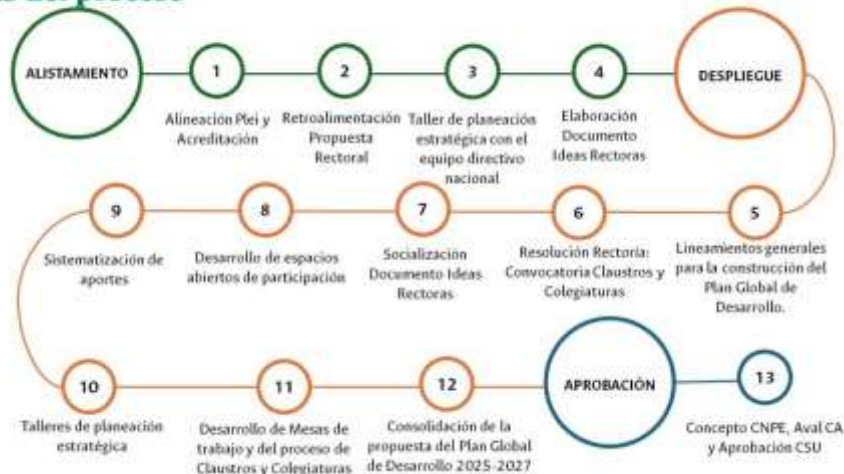 del proceso
ALISTAMIENTO
1
2
3
4
DESPLIEGUE
Alineación Plei y
Acreditación
Retroalimentación
Propuesta
Rectoral
Taller de planeación
estratégica con el
equipo directivo
nacional
Elaboración
Documento
Ideas Rectoras
9
8
7
6
5
Sistematización de
aportes
Desarrollo de espacios
abiertos de participación
Socialización
Documento Ideas
Rectoras
Resolución Rectoría:
Convocatoria Claustros y
Colegiaturas
Lineamientos generales
para la construcción del
Plan Global de
Desarrollo.
10
11
12
APROBACIÓN
13
Talleres de planeación
estratégica
Desarrollo de Mesas de
trabajo y del proceso de
Claustros y Colegiaturas
Consolidación de la
propuesta del Plan Global
de Desarrollo 2025-2027
Concepto CNPE, Aval CA
y Aprobación CSU